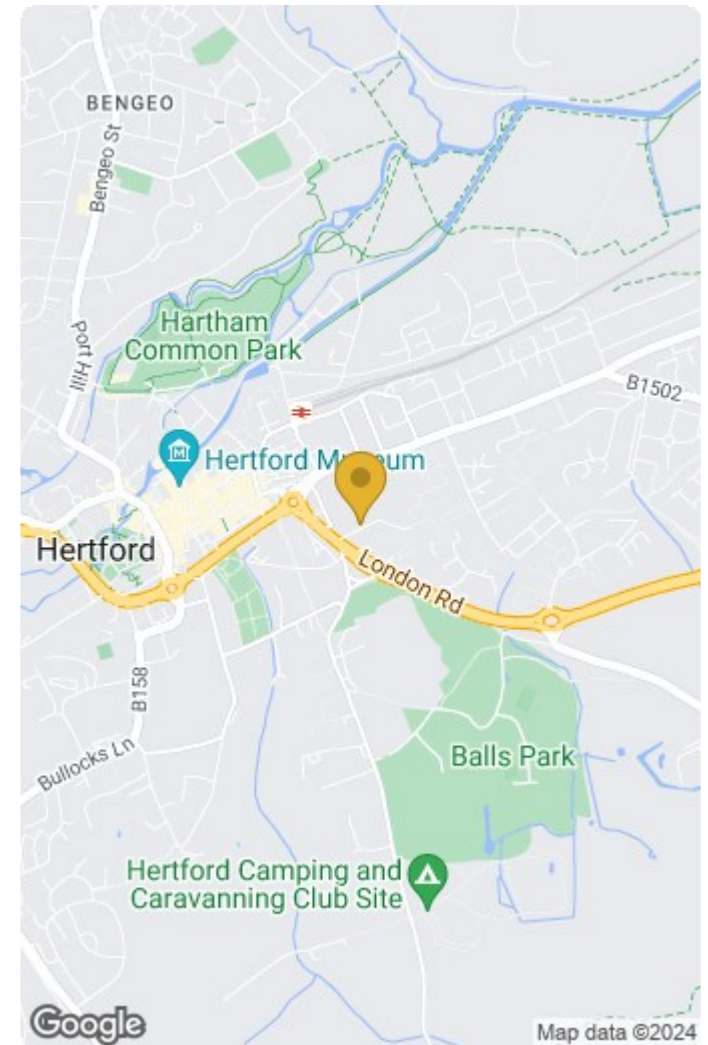 BENGEO
Bengeo St
Hartham
Common Park
Port Hill
B1502
Hertford Museum
Hertford
London Rd
B158
Bullocks Ln
Balls Park
Hertford Camping and
Caravanning Club Site
Google
Map data ©2024